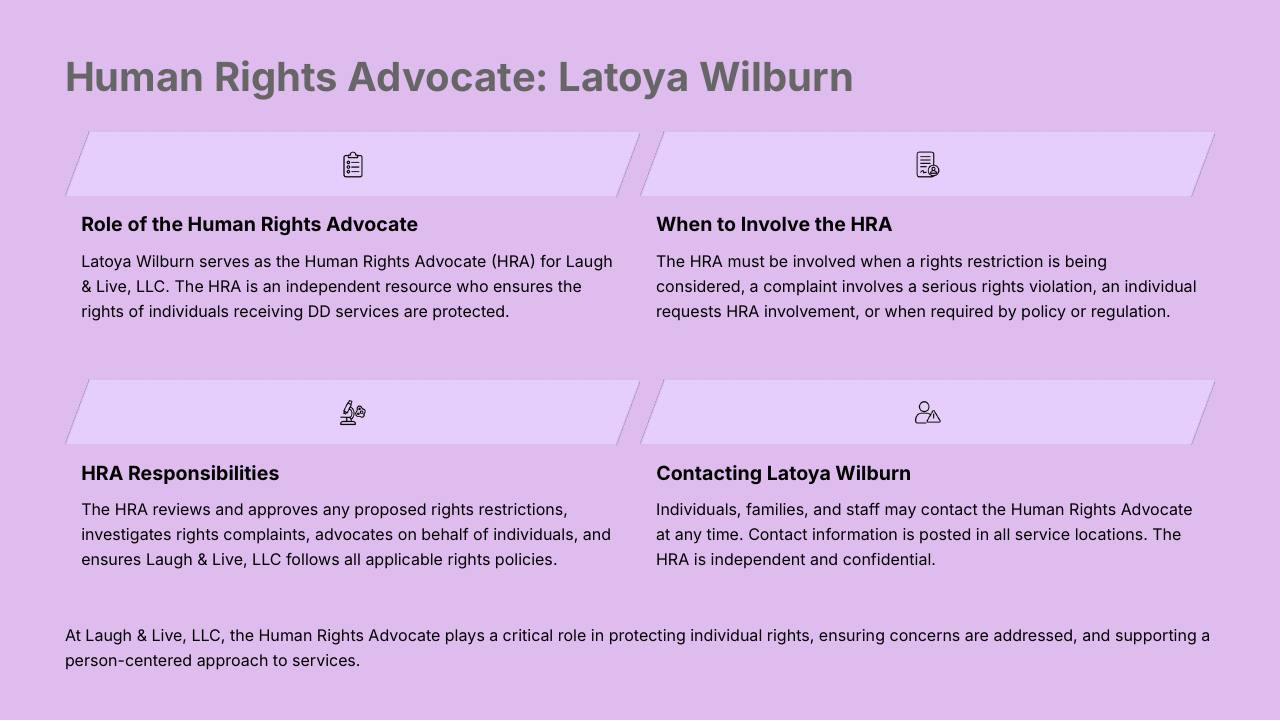 Human Rights Advocate: Latoya Wilburn
Role of the Human Rights Advocate
Latoya Wilburn serves as the Human Rights Advocate (HRA) for Laugh
& Live, LLC. The HRA is an independent resource who ensures the
rights of individuals receiving DD services are protected.
When to Involve the HRA
The HRA must be involved when a rights restriction is being
considered, a complaint involves a serious rights violation, an individual
requests HRA involvement, or when required by policy or regulation.
HRA Responsibilities
The HRA reviews and approves any proposed rights restrictions,
investigates rights complaints, advocates on behalf of individuals, and
ensures Laugh & Live, LLC follows all applicable rights policies.
Contacting Latoya Wilburn
Individuals, families, and staff may contact the Human Rights Advocate
at any time. Contact information is posted in all service locations. The
HRA is independent and confidential.
At Laugh & Live, LLC, the Human Rights Advocate plays a critical role in protecting individual rights, ensuring concerns are addressed, and supporting a
person-centered approach to services.